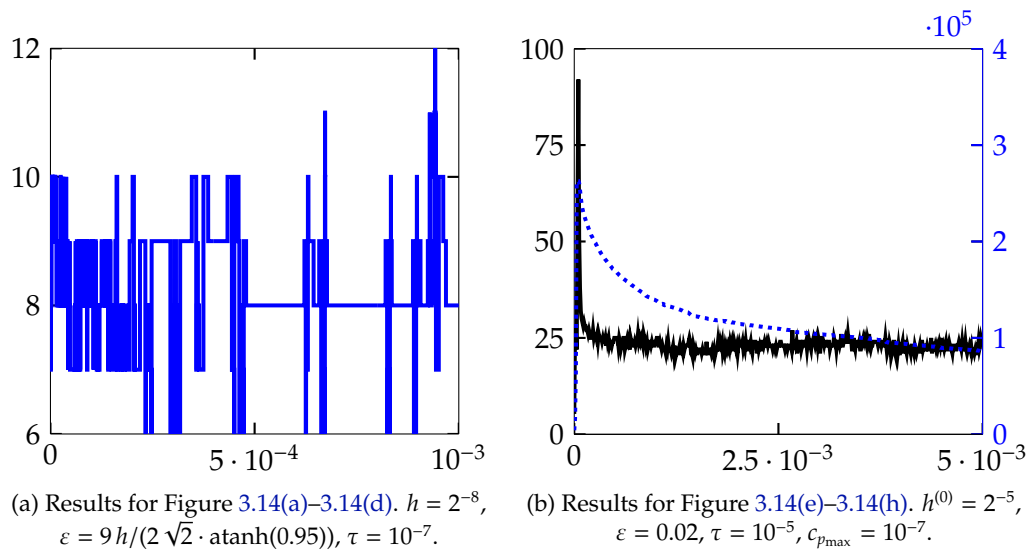 12
10
8
6
0
5 · 10⁻⁴
10⁻³
·10⁵
100
75
50
25
0
4
3
2
1
0
0
2.5 · 10⁻³
5 · 10⁻³
(a) Results for Figure 3.14(a)–3.14(d). h = 2⁻⁸,
ε = 9 h/(2 √2 · atanh(0.95)), τ = 10⁻⁷.
(b) Results for Figure 3.14(e)–3.14(h). h⁽⁰⁾ = 2⁻⁵,
ε = 0.02, τ = 10⁻⁵, c_{p_max} = 10⁻⁷.